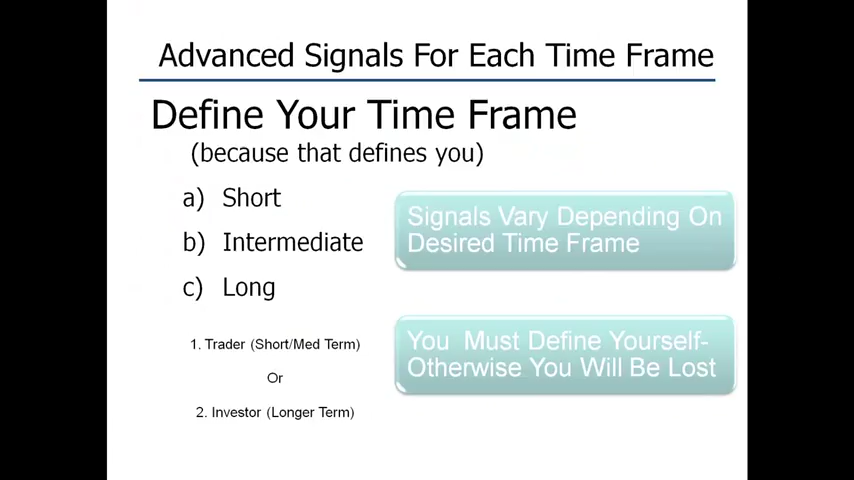 Advanced Signals For Each Time Frame
Define Your Time Frame
(because that defines you)
a) Short
b) Intermediate
c) Long
1. Trader (Short/Med Term)
Or
2. Investor (Longer Term)
Signals Vary Depending On
Desired Time Frame
You Must Define Yourself-
Otherwise You Will Be Lost